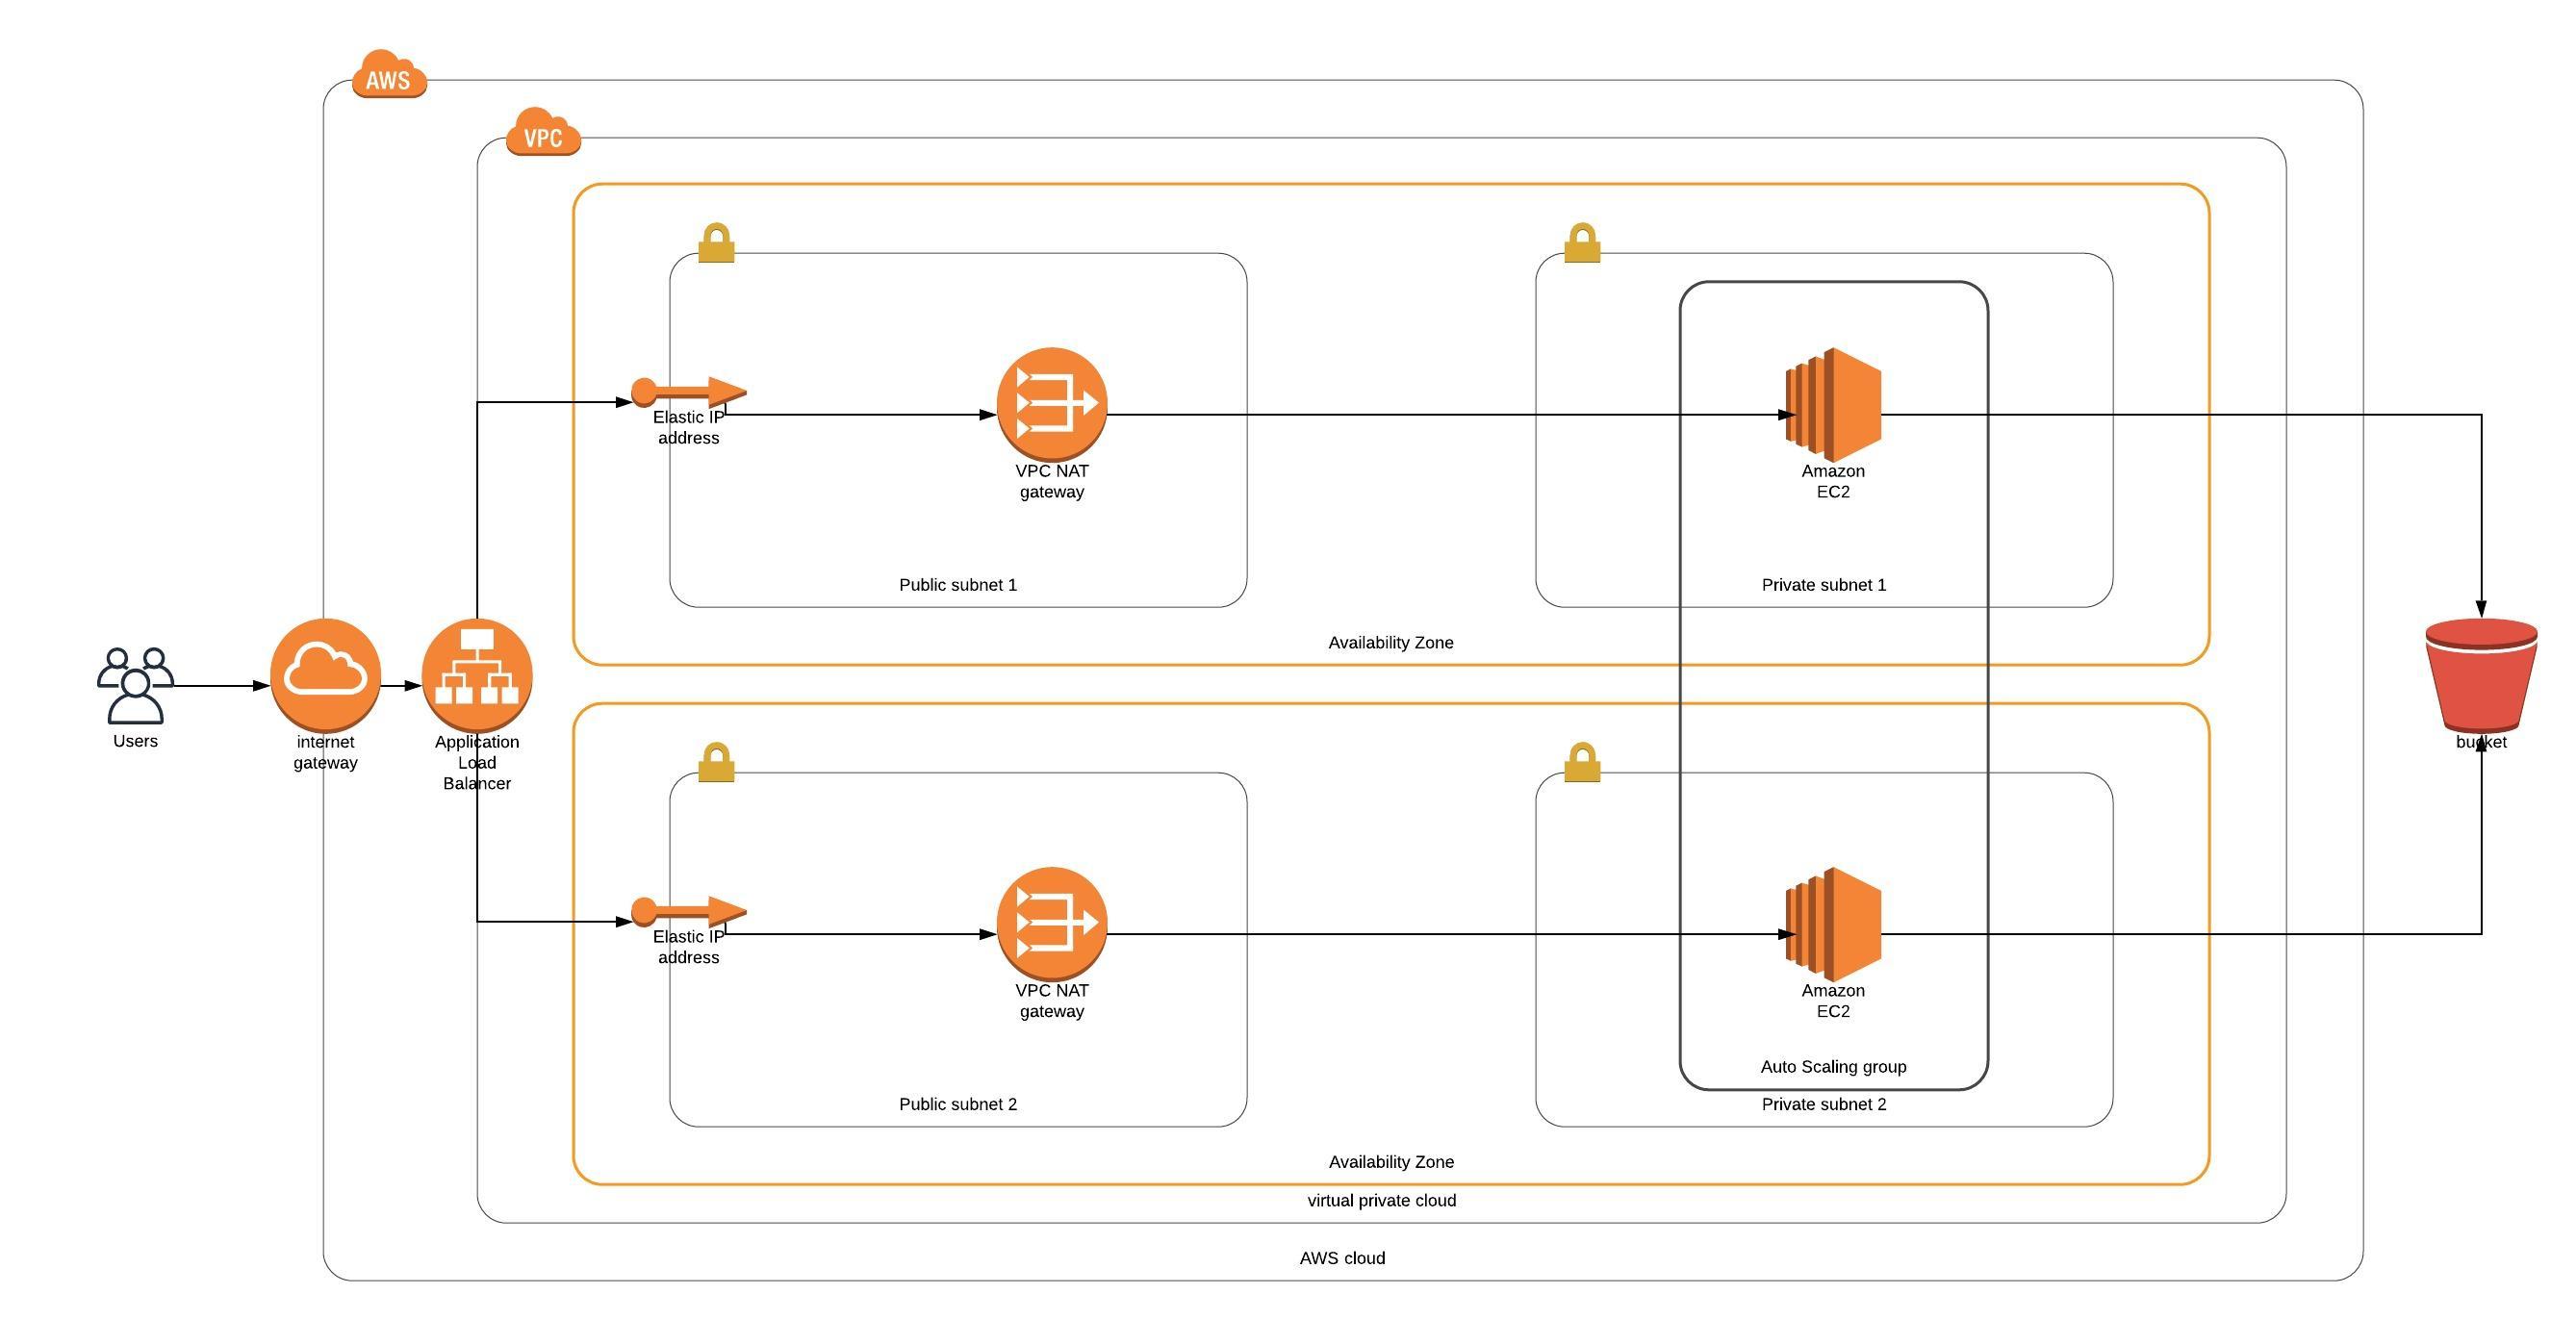 AWS
VPC
Elastic IP
address
VPC NAT
gateway
Amazon
EC2
Public subnet 1
Private subnet 1
Availability Zone
Users
internet
gateway
Application
Load
Balancer
bucket
Elastic IP
address
VPC NAT
gateway
Amazon
EC2
Auto Scaling group
Public subnet 2
Private subnet 2
Availability Zone
virtual private cloud
AWS cloud